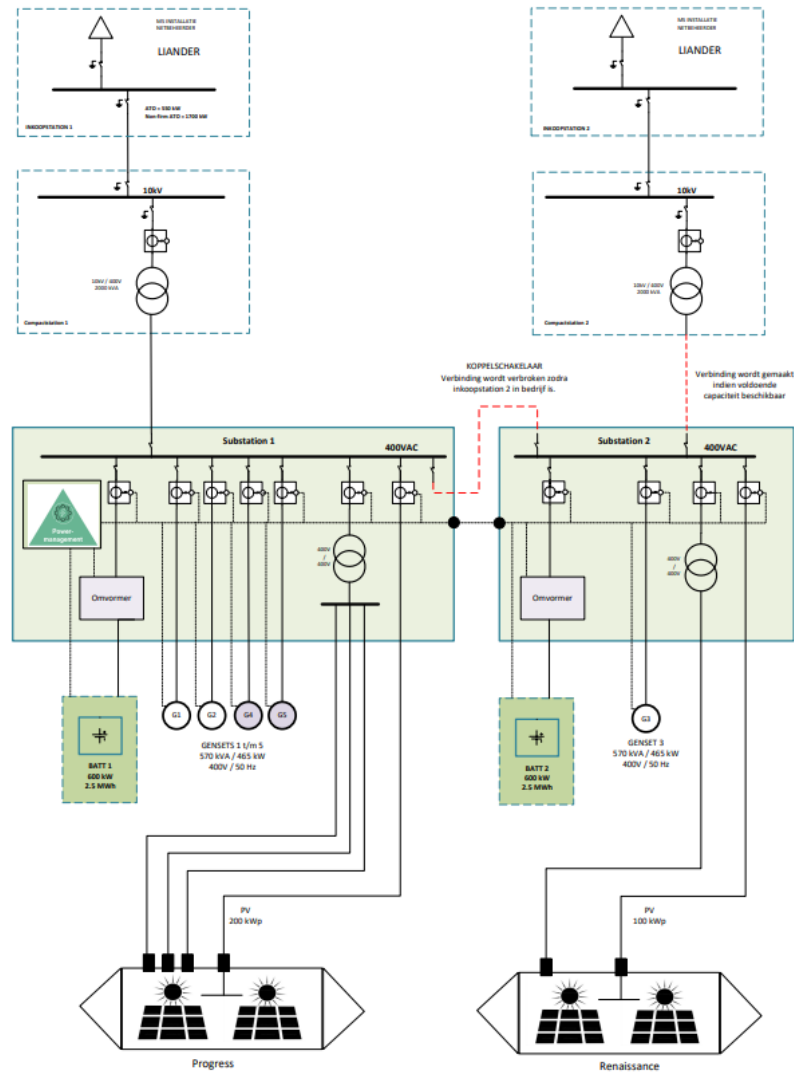 MS INSTALLATIE
NETBEHEERDER
LIANDER
ATO = 550 kW
Non firm ATO = 1700 kW
INKOOPSTATION 1
MS INSTALLATIE
NETBEHEERDER
LIANDER
INKOOPSTATION 2
10kV
10kV / 400V
2000 kVA
Compactstation 1
10kV
10kV / 400V
2000 kVA
Compactstation 2
KOPPELSCHAKELAAR
Verbinding wordt verbroken zodra
inkoopstation 2 in bedrijf is.
Verbinding wordt gemaakt
indien voldoende
capaciteit beschikbaar
Substation 1
400VAC
Power-
management
400V
/
400V
Omvormer
Substation 2
400VAC
400V
/
400V
Omvormer
BATT 1
600 kW
2.5 MWh
G1
G2
G4
G5
GENSETS 1 t/m 5
570 kVA / 465 kW
400V / 50 Hz
BATT 2
600 kW
2.5 MWh
G3
GENSET 3
570 kVA / 465 kW
400V / 50 Hz
PV
200 kWp
PV
100 kWp
Progress
Renaissance